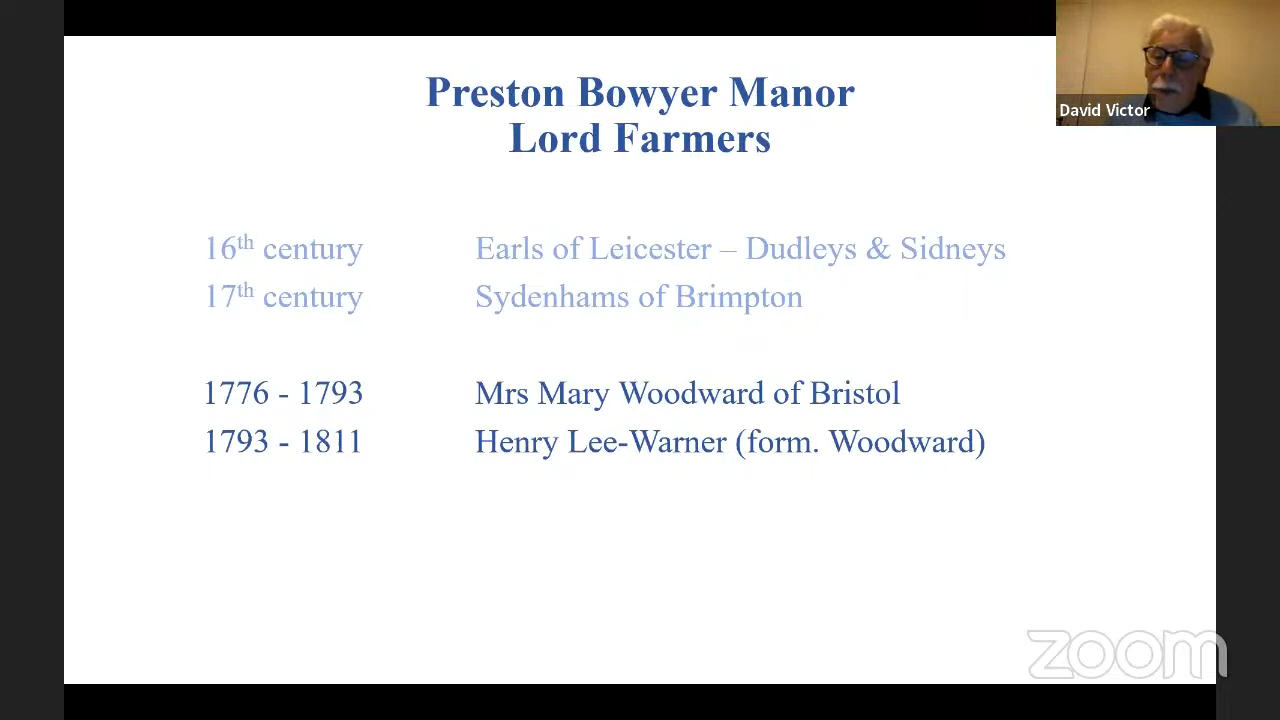 Preston Bowyer Manor
Lord Farmers
David Victor
16th century Earls of Leicester – Dudleys & Sidneys
17th century Sydenhams of Brimpton
1776 - 1793 Mrs Mary Woodward of Bristol
1793 - 1811 Henry Lee-Warner (form. Woodward)
zoom